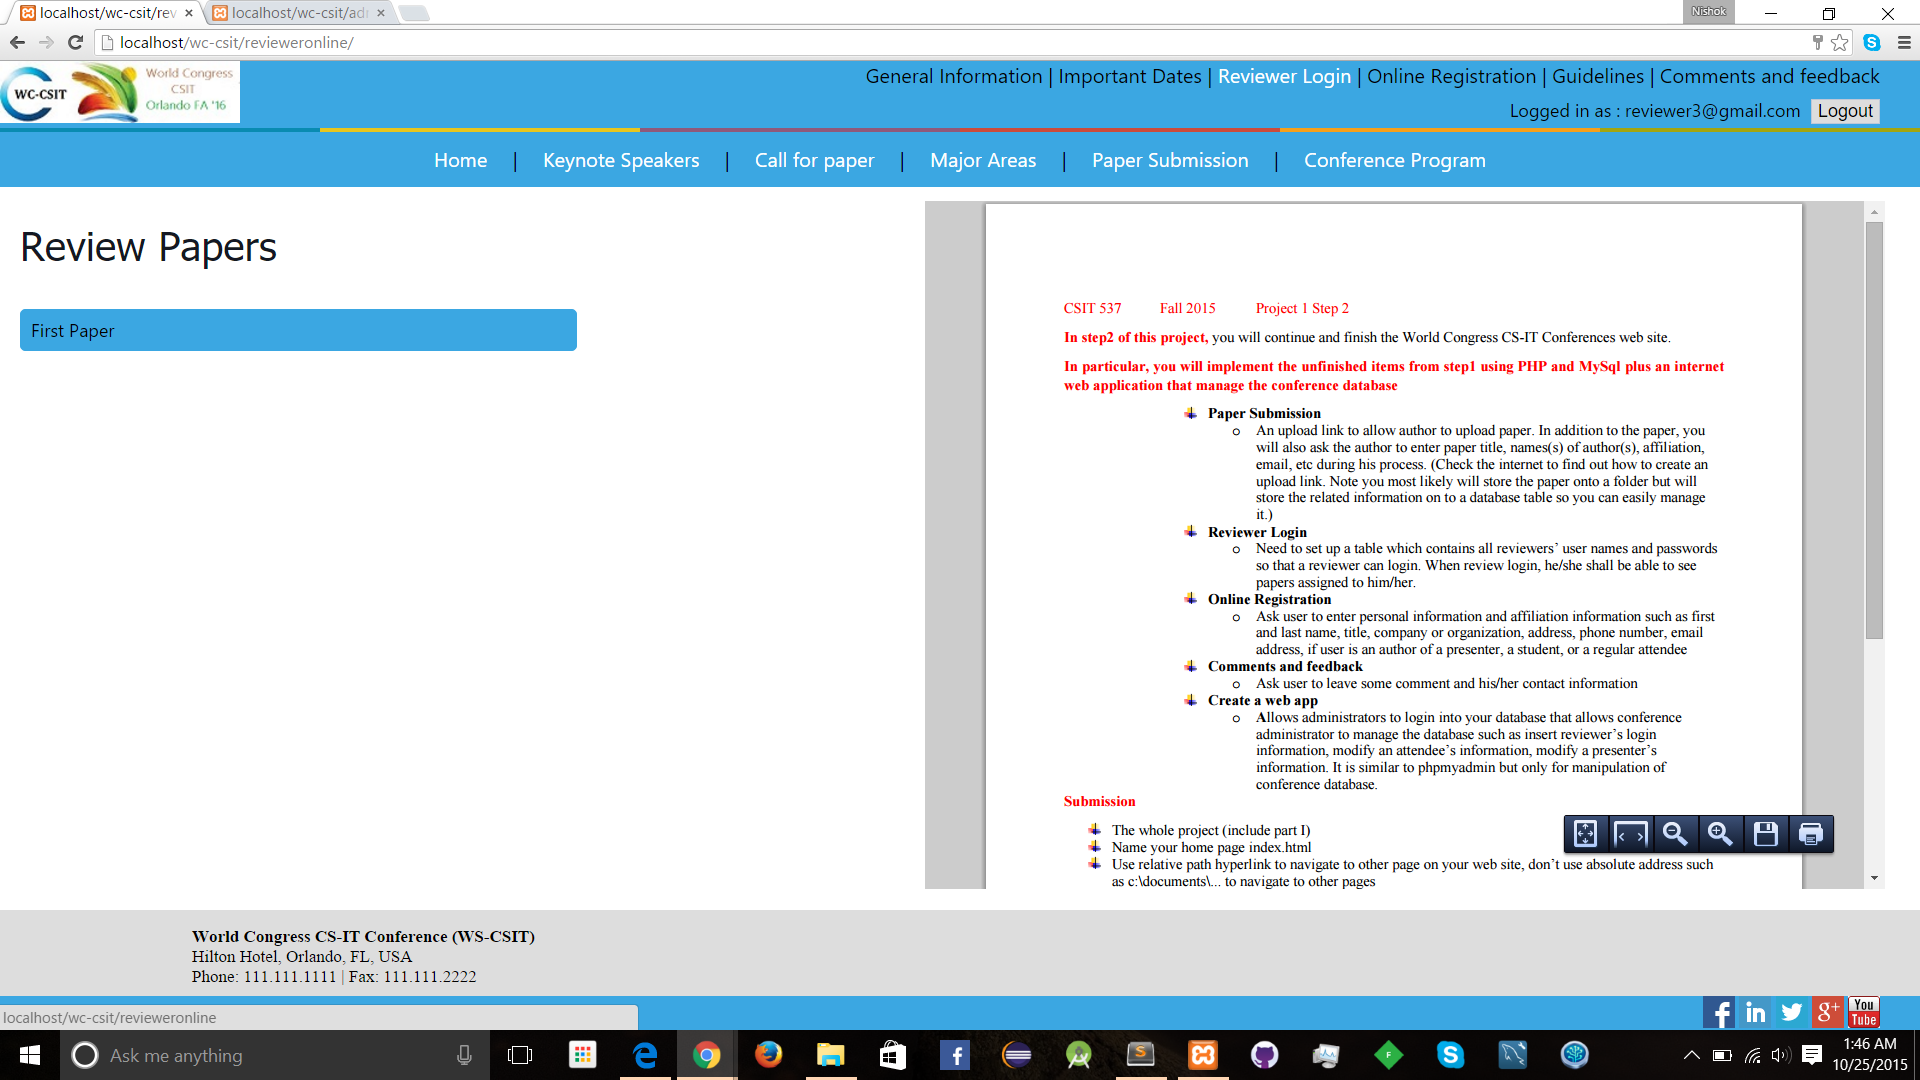 localhost/wc-csit/rev
localhost/wc-csit/adr
Nishok
localhost/wc-csit/revieweronline/
WC-CSIT
World Congress
CSIT
Orlando FA '16
General Information | Important Dates | Reviewer Login | Online Registration | Guidelines | Comments and feedback
Logged in as : reviewer3@gmail.com Logout
Home | Keynote Speakers | Call for paper | Major Areas | Paper Submission | Conference Program
Review Papers
First Paper
CSIT 537 Fall 2015 Project 1 Step 2
In step2 of this project, you will continue and finish the World Congress CS-IT Conferences web site.
In particular, you will implement the unfinished items from step1 using PHP and MySql plus an internet
web application that manage the conference database
Paper Submission
o An upload link to allow author to upload paper. In addition to the paper, you
will also ask the author to enter paper title, names(s) of author(s), affiliation,
email, etc during his process. (Check the internet to find out how to create an
upload link. Note you most likely will store the paper onto a folder but will
store the related information on to a database table so you can easily manage
it.)
Reviewer Login
o Need to set up a table which contains all reviewers’ user names and passwords
so that a reviewer can login. When review login, he/she shall be able to see
papers assigned to him/her.
Online Registration
o Ask user to enter personal information and affiliation information such as first
and last name, title, company or organization, address, phone number, email
address, if user is an author of a presenter, a student, or a regular attendee
Comments and feedback
o Ask user to leave some comment and his/her contact information
Create a web app
o Allows administrators to login into your database that allows conference
administrator to manage the database such as insert reviewer’s login
information, modify an attendee’s information, modify a presenter’s
information. It is similar to phpmyadmin but only for manipulation of
conference database.
Submission
The whole project (include part I)
Name your home page index.html
Use relative path hyperlink to navigate to other page on your web site, don’t use absolute address such
as c:\documents\... to navigate to other pages
World Congress CS-IT Conference (WS-CSIT)
Hilton Hotel, Orlando, FL, USA
Phone: 111.111.1111 | Fax: 111.111.2222
localhost/wc-csit/revieweronline
You
Tube
Ask me anything
1:46 AM
10/25/2015